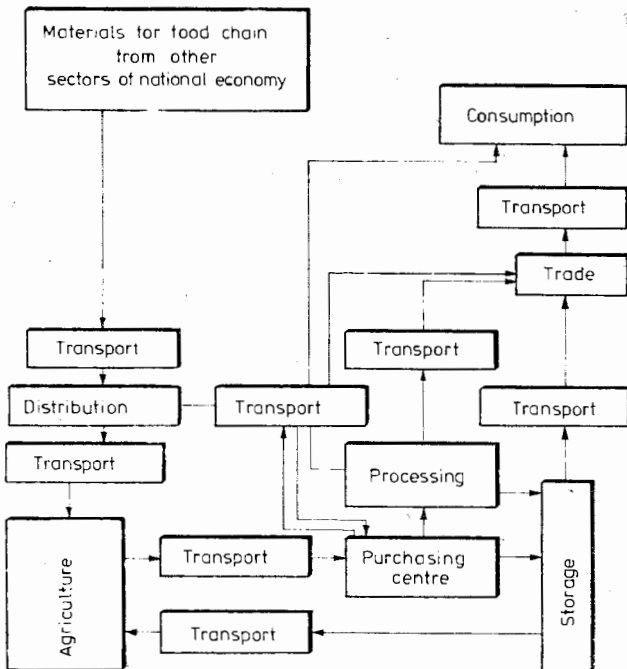 Materials for food chain
from other
sectors of national economy
Consumption
Transport
Trade
Transport
Transport
Distribution
Transport
Transport
Transport
Processing
Agriculture
Transport
Purchasing
centre
Storage
Transport